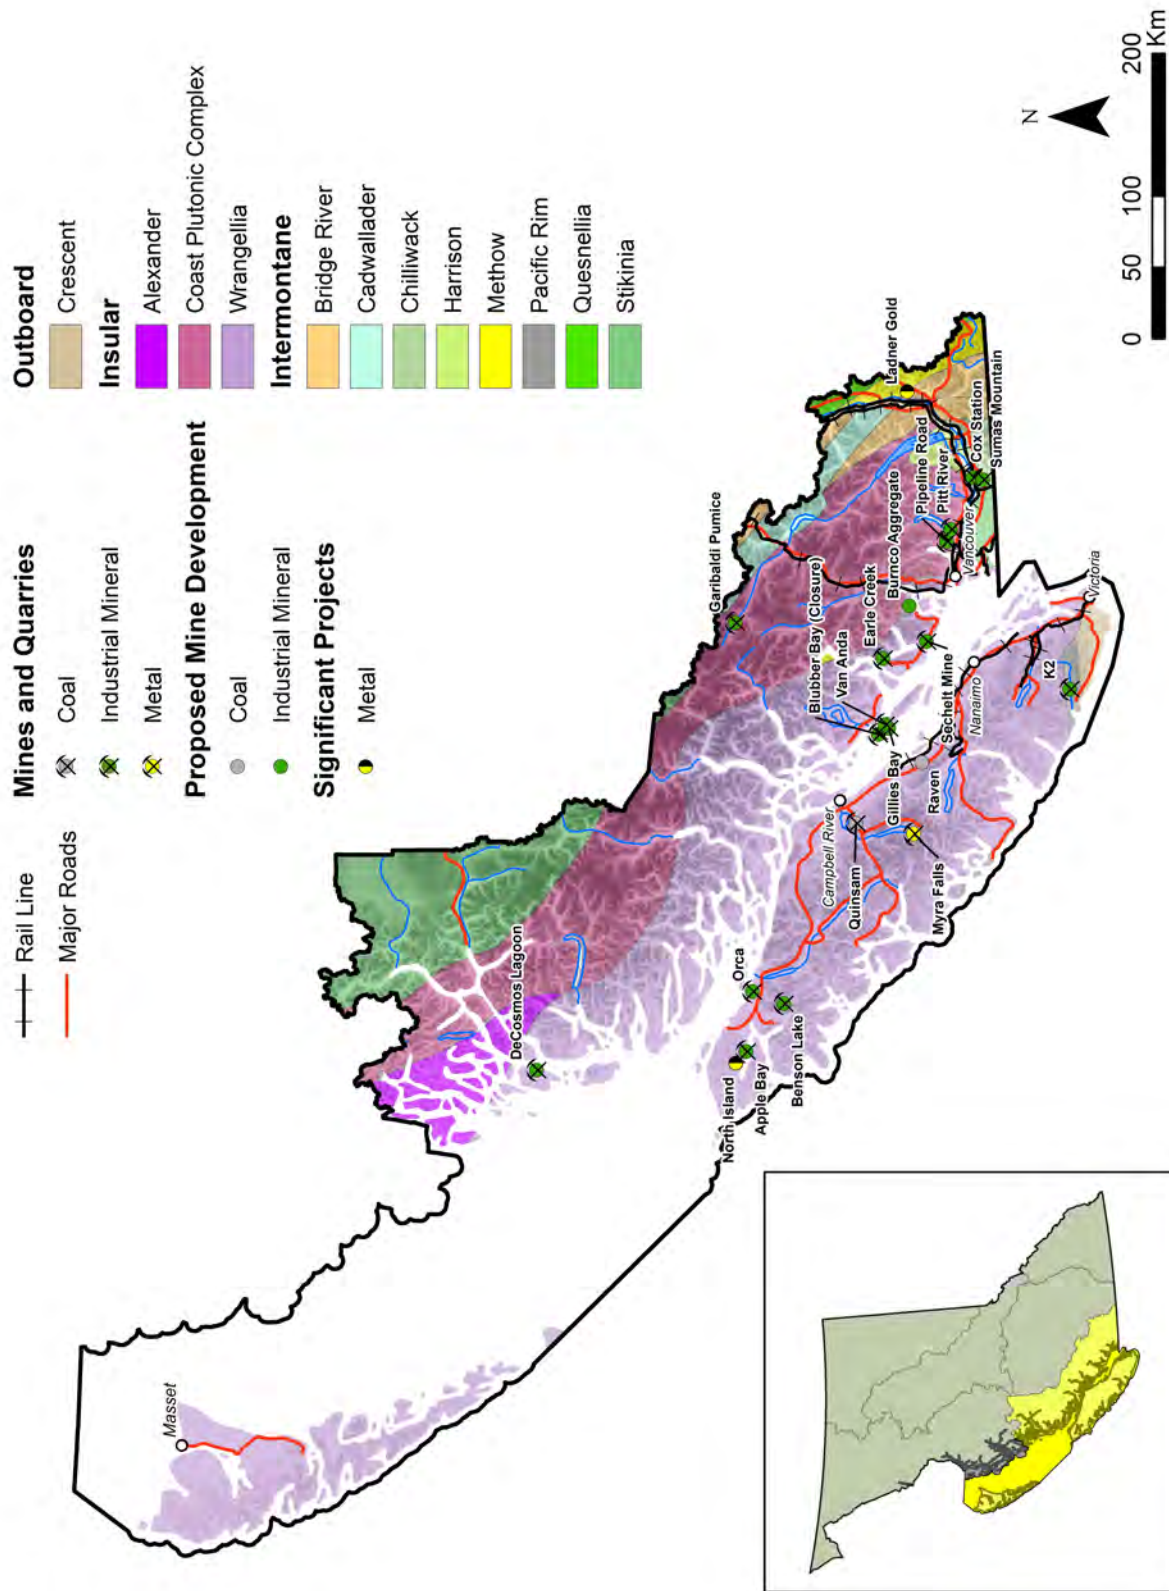 Rail Line
Major Roads
Mines and Quarries
Coal
Industrial Mineral
Metal
Proposed Mine Development
Coal
Industrial Mineral
Significant Projects
Metal
Outboard
Crescent
Insular
Alexander
Coast Plutonic Complex
Wrangellia
Intermontane
Bridge River
Cadwallader
Chilliwack
Harrison
Methow
Pacific Rim
Quesnellia
Stikinia
Masset
DeCosmos Lagoon
North Island
Apple Bay
Benson Lake
Orca
Campbell River
Quinsam
Myra Falls
Raven
Gillies Bay
Blubber Bay (Closure)
Van Anda
Earle Creek
Burnco Aggregate
Sechelt Mine
Nanaimo
K2
Victoria
Vancouver
Garibaldi Pumice
Pipeline Road
Pitt River
Cox Station
Sumas Mountain
Ladner Gold
N
0
50
100
200
Km